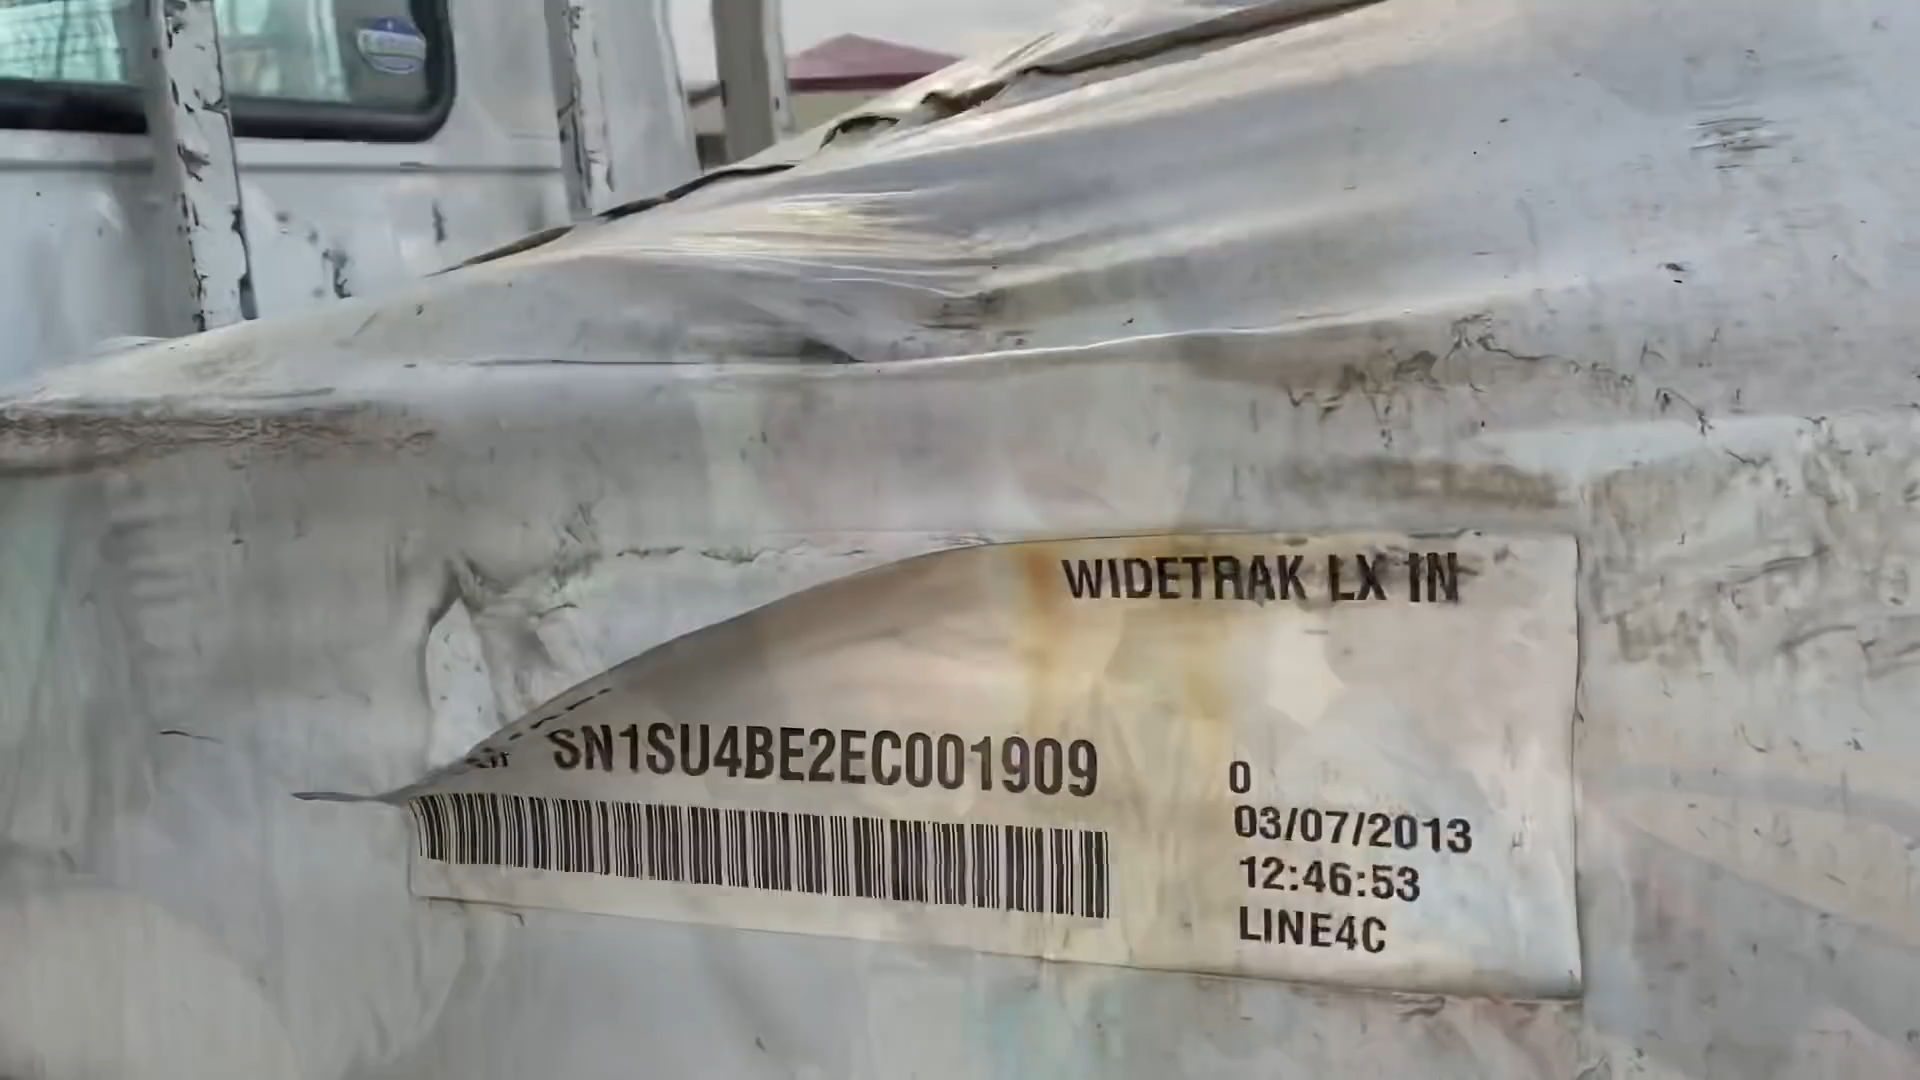 WIDETRAK LX IN
SN1SU4BE2EC001909
0
03/07/2013
12:46:53
LINE4C